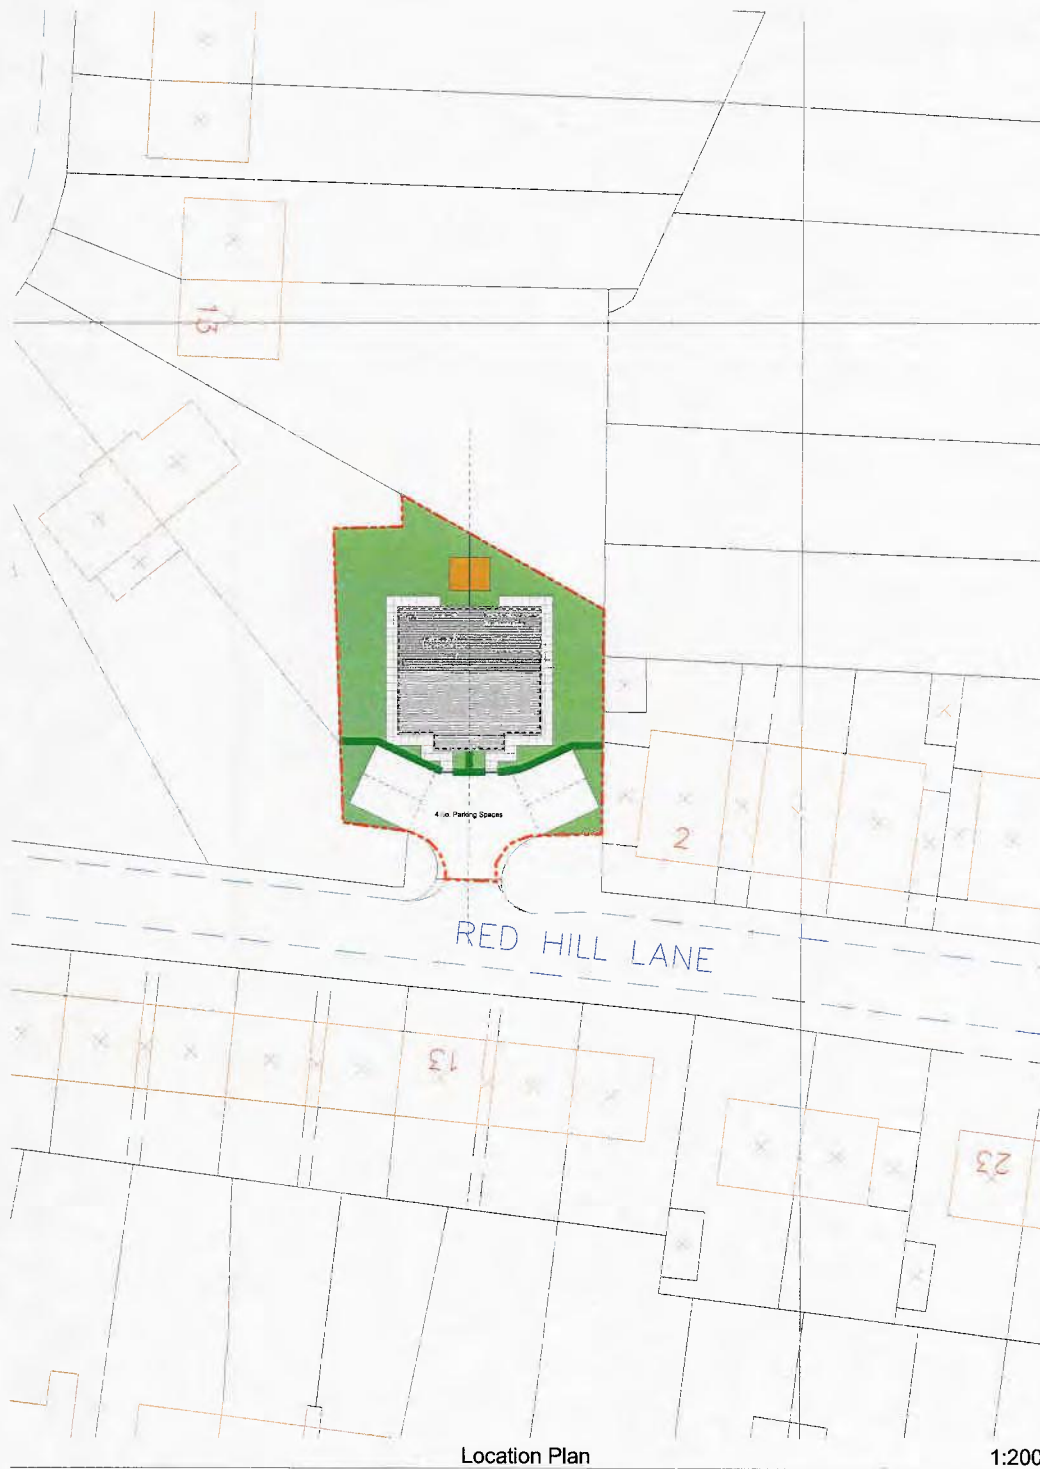 13
4 no. Parking Spaces
2
RED HILL LANE
13
23
Location Plan
1:200